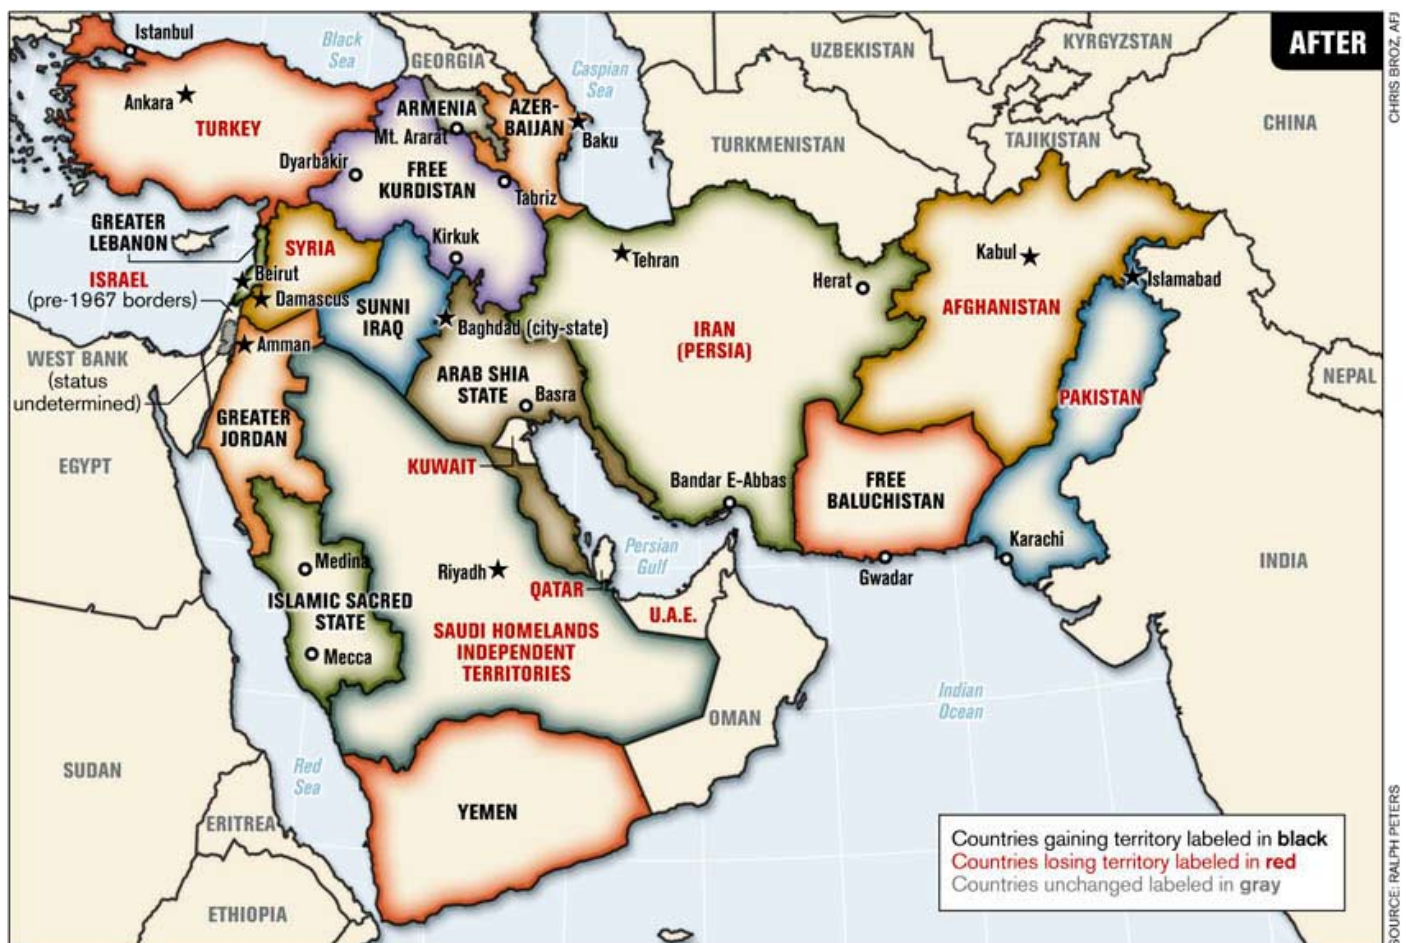 AFTER
CHRIS BROZ, AFJ
Istanbul
Black
Sea
GEORGIA
Caspian
Sea
UZBEKISTAN
KYRGYZSTAN
Ankara
TURKEY
ARMENIA
Mt. Ararat
AZER-
BAIJAN
Baku
TURKMENISTAN
TAJIKISTAN
CHINA
Dyarbakir
FREE
KURDISTAN
Tabriz
GREATER
LEBANON
SYRIA
Kirkuk
Tehran
Herat
Kabul
Islamabad
ISRAEL
(pre-1967 borders)
Beirut
Damascus
SUNNI
IRAQ
Baghdad (city-state)
IRAN
(PERSIA)
AFGHANISTAN
WEST BANK
(status
undetermined)
Amman
ARAB SHIA
STATE
Basra
PAKISTAN
NEPAL
GREATER
JORDAN
EGYPT
KUWAIT
Bandar E-Abbas
FREE
BALUCHISTAN
Karachi
Gwadar
INDIA
Medina
Riyadh
Persian
Gulf
QATAR
ISLAMIC SACRED
STATE
U.A.E.
Mecca
SAUDI HOMELANDS
INDEPENDENT
TERRITORIES
Indian
Ocean
OMAN
SUDAN
Red
Sea
YEMEN
ERITREA
ETHIOPIA
Countries gaining territory labeled in black
Countries losing territory labeled in red
Countries unchanged labeled in gray
SOURCE: RALPH PETERS